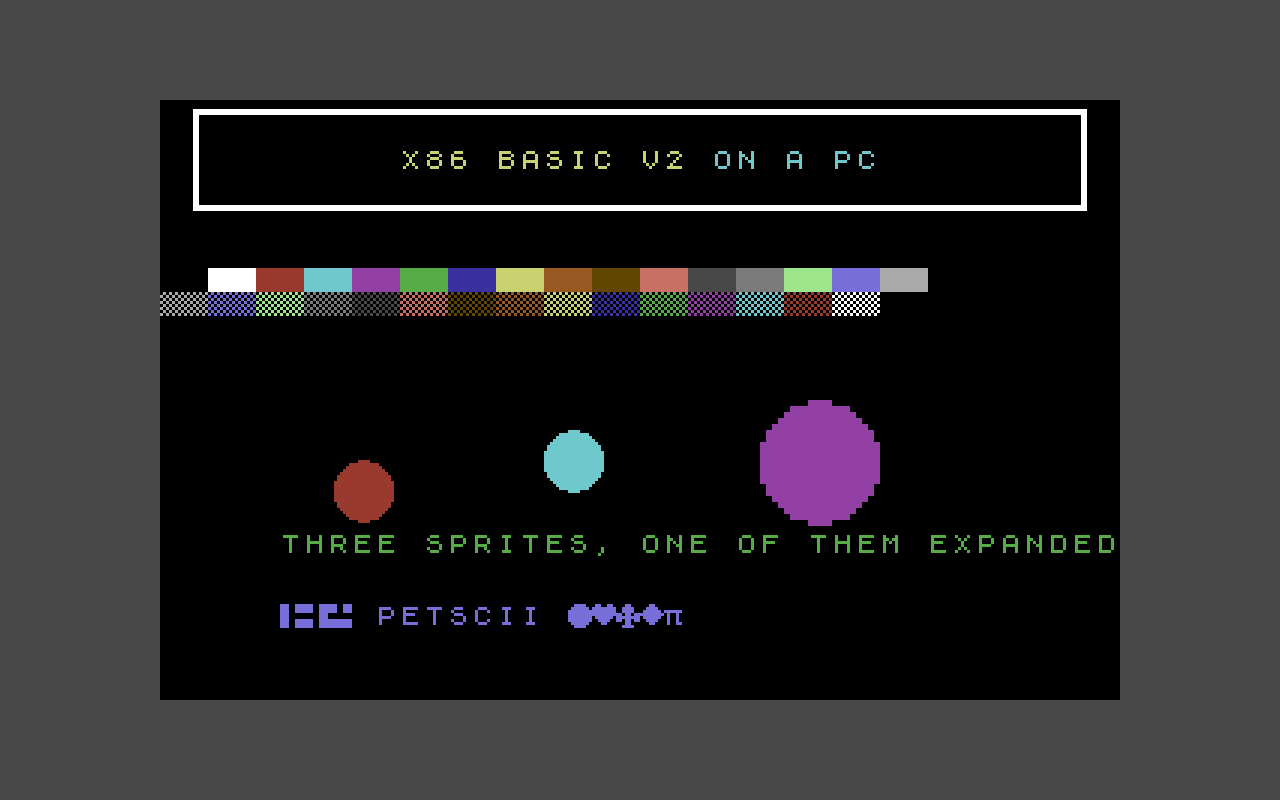 X86 BASIC V2 ON A PC
THREE SPRITES, ONE OF THEM EXPANDED
PETSCII ●♥♣♦π